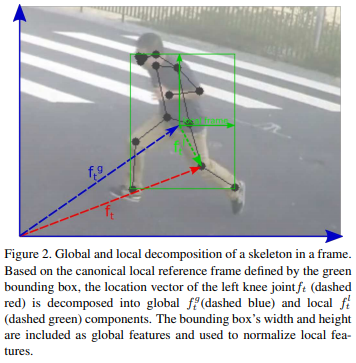 f_t^g
f_t
Figure 2. Global and local decomposition of a skeleton in a frame.
Based on the canonical local reference frame defined by the green
bounding box, the location vector of the left knee jointf_t (dashed
red) is decomposed into global f_t^g(dashed blue) and local f_t^l
(dashed green) components. The bounding box's width and height
are included as global features and used to normalize local fea-
tures.